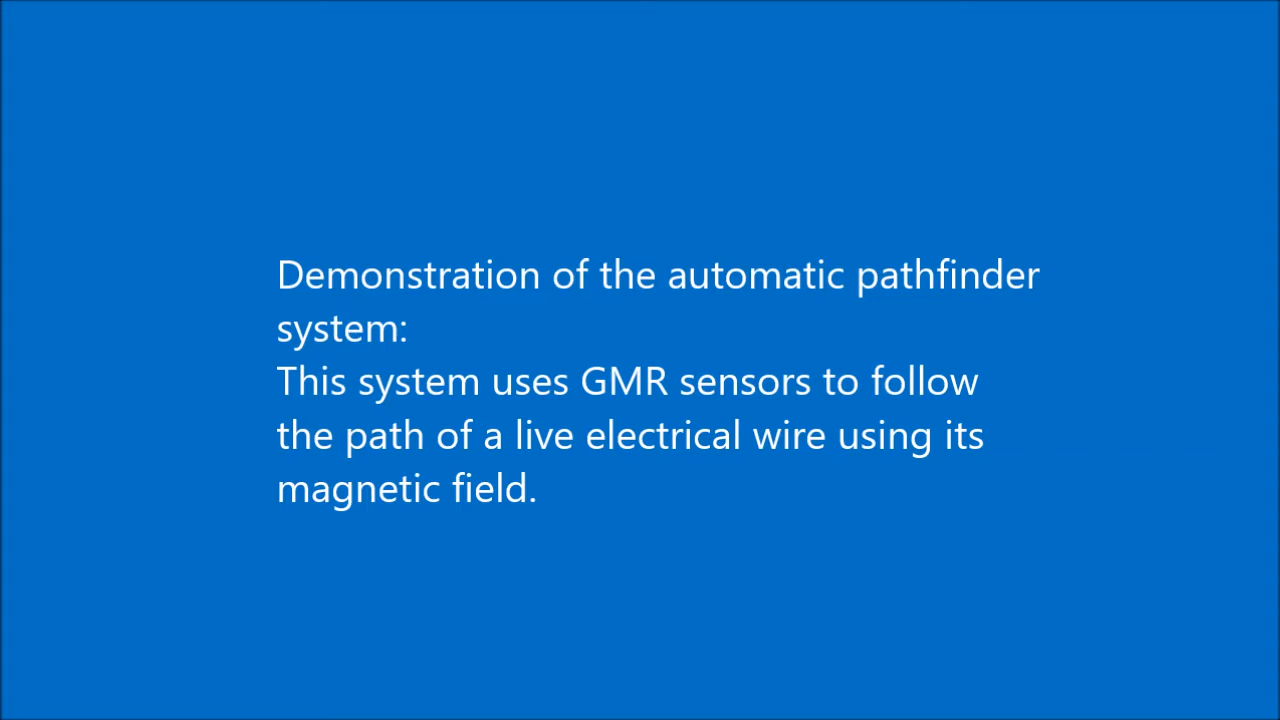 Demonstration of the automatic pathfinder
system:
This system uses GMR sensors to follow
the path of a live electrical wire using its
magnetic field.